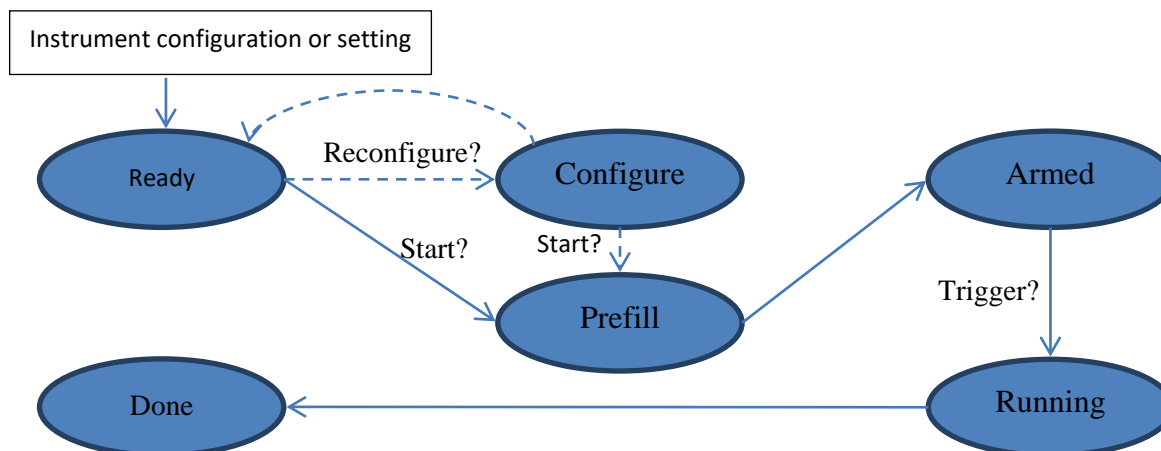 Instrument configuration or setting
Reconfigure?
Ready
Configure
Armed
Start?
Start?
Trigger?
Prefill
Done
Running